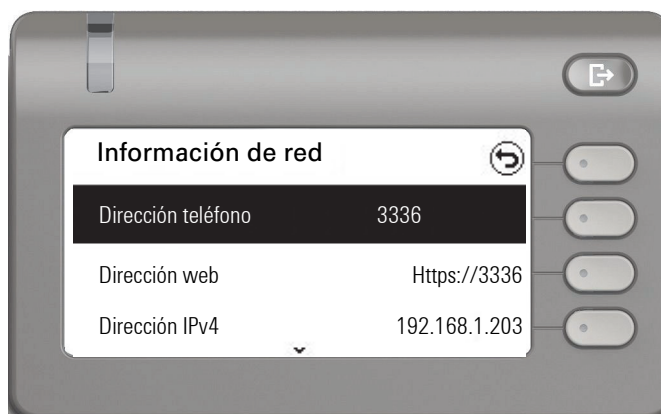 Información de red
Dirección teléfono 3336
Dirección web Https://3336
Dirección IPv4 192.168.1.203